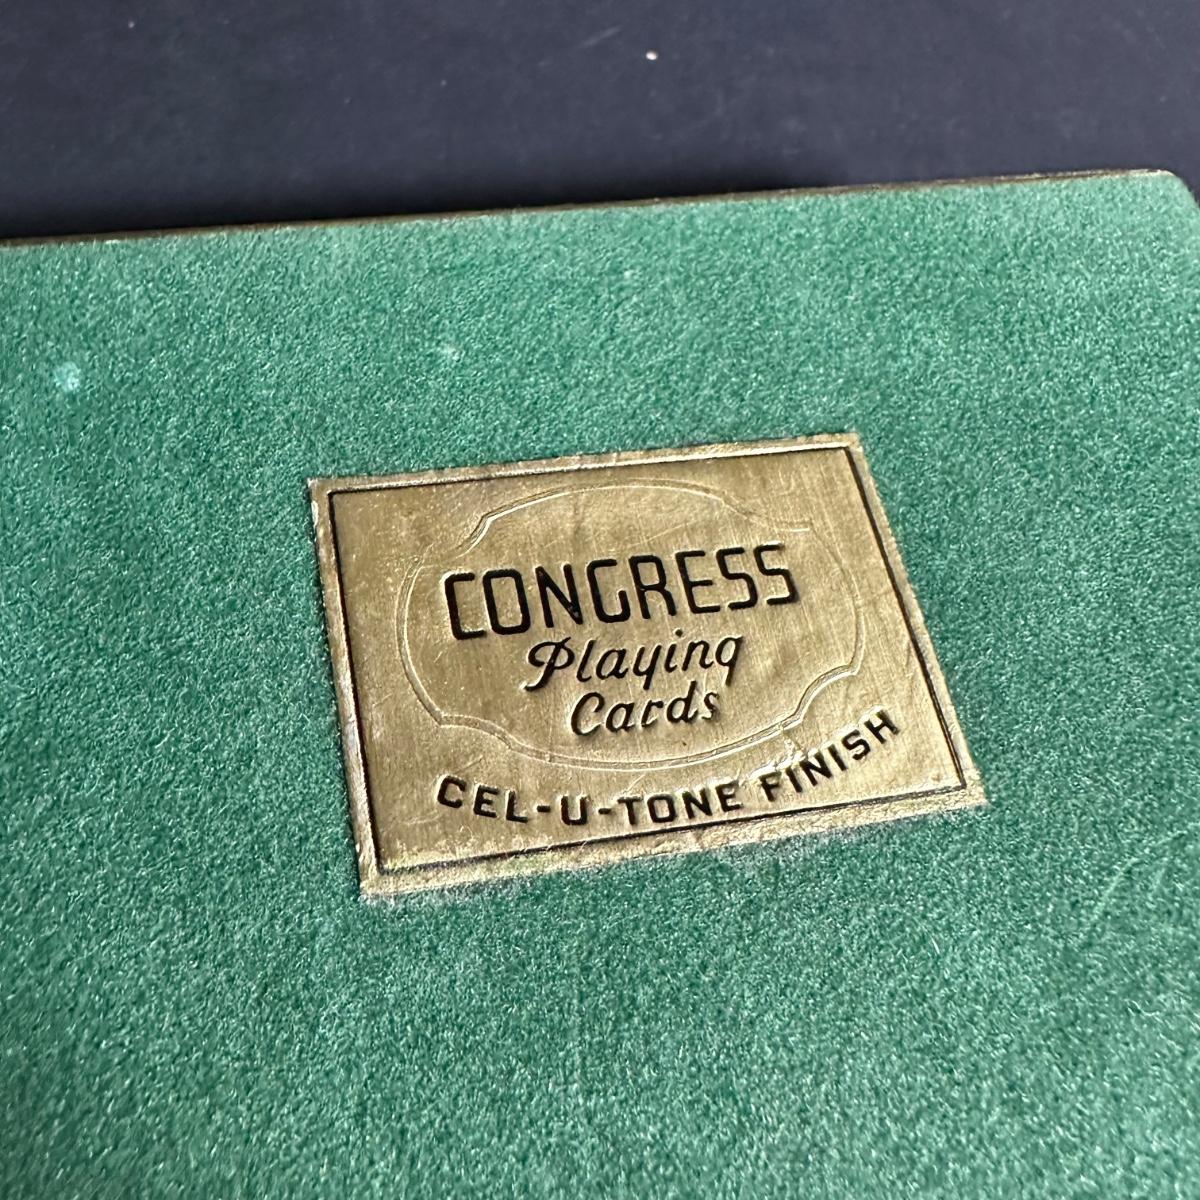 CONGRESS
Playing
Cards
CEL-U-TONE FINISH